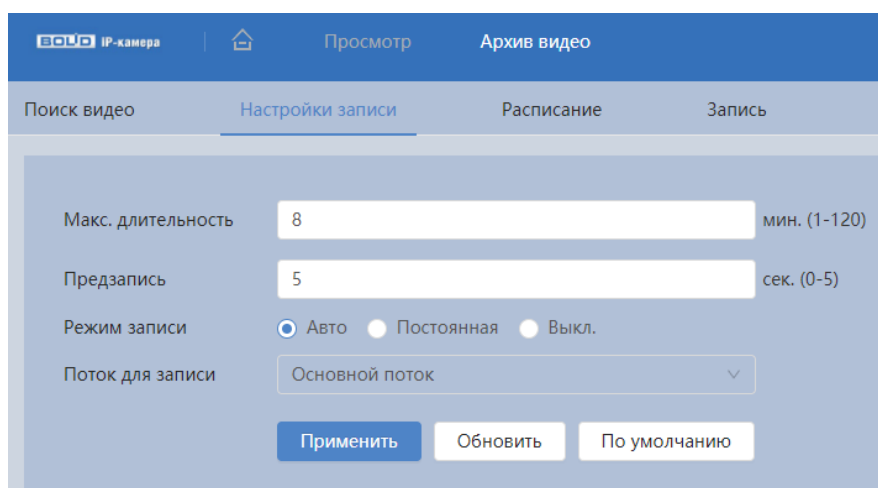 BOLID IP-камера Просмотр Архив видео
Поиск видео Настройки записи Расписание Запись
Макс. длительность 8 мин. (1-120)
Предзапись 5 сек. (0-5)
Режим записи Авто Постоянная Выкл.
Поток для записи Основной поток
Применить Обновить По умолчанию